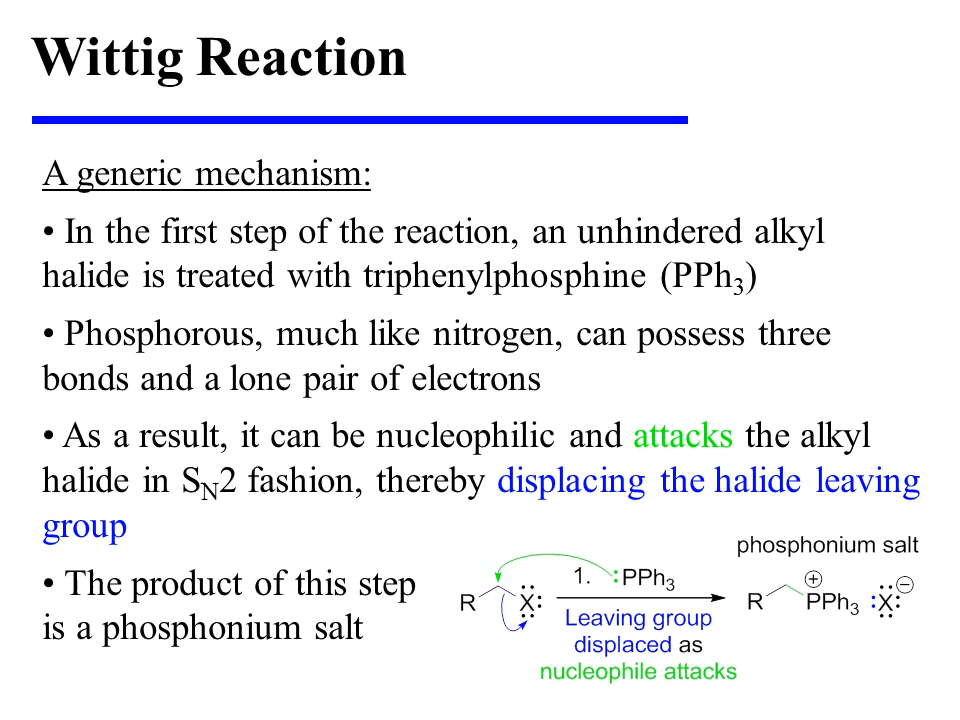 Wittig Reaction
A generic mechanism:
• In the first step of the reaction, an unhindered alkyl
halide is treated with triphenylphosphine (PPh3)
• Phosphorous, much like nitrogen, can possess three
bonds and a lone pair of electrons
• As a result, it can be nucleophilic and attacks the alkyl
halide in SN2 fashion, thereby displacing the halide leaving
group
• The product of this step
is a phosphonium salt
phosphonium salt
R X 1. :PPh3 R PPh3 + X −
Leaving group
displaced as
nucleophile attacks